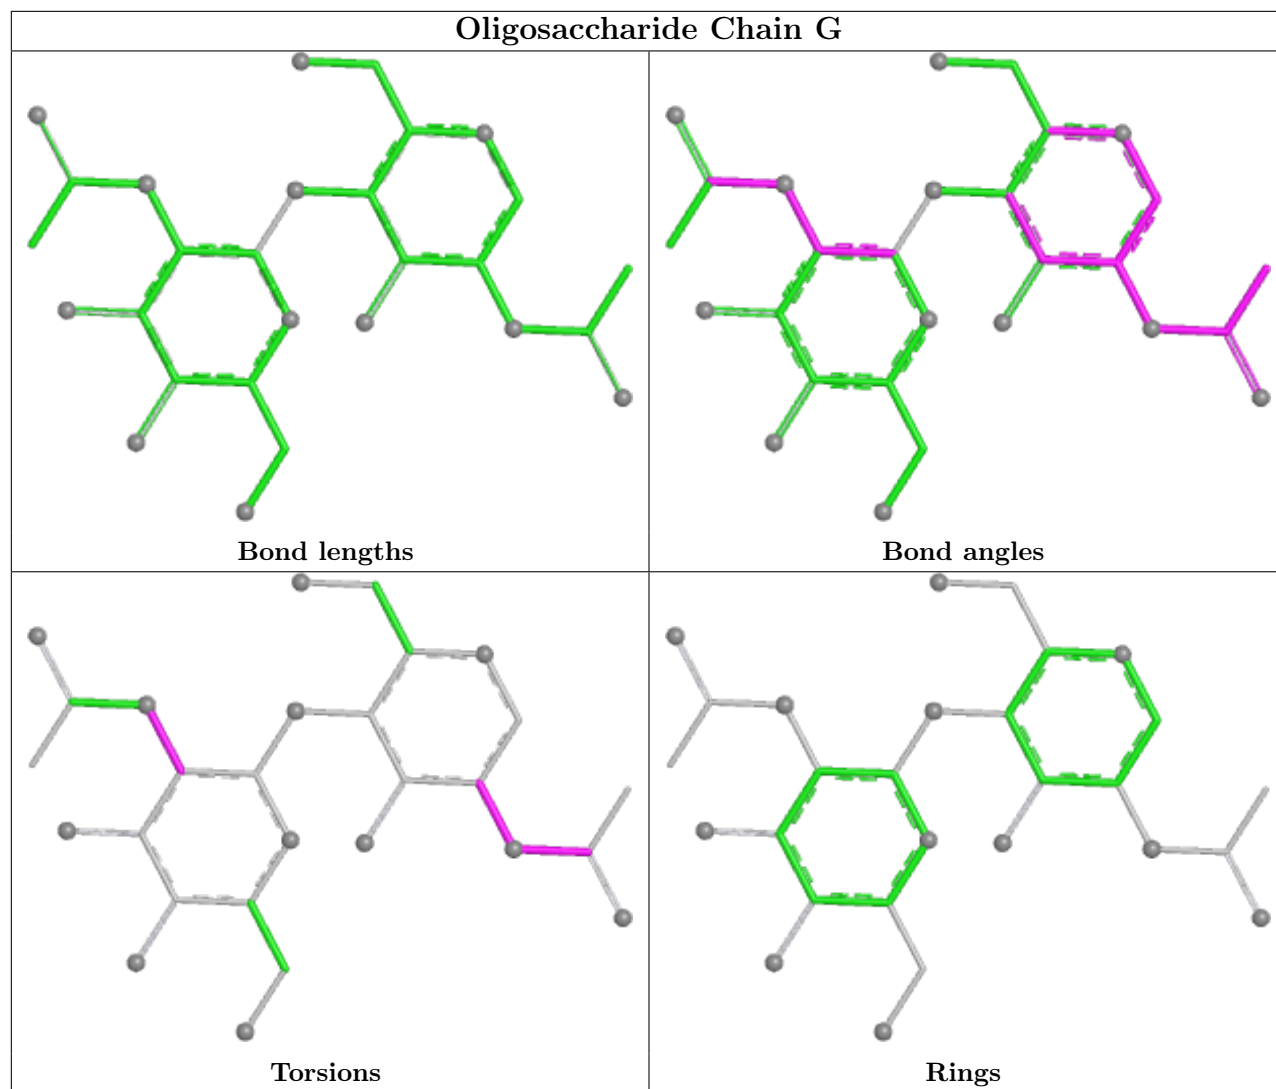 Oligosaccharide Chain G
Bond lengths
Bond angles
Torsions
Rings